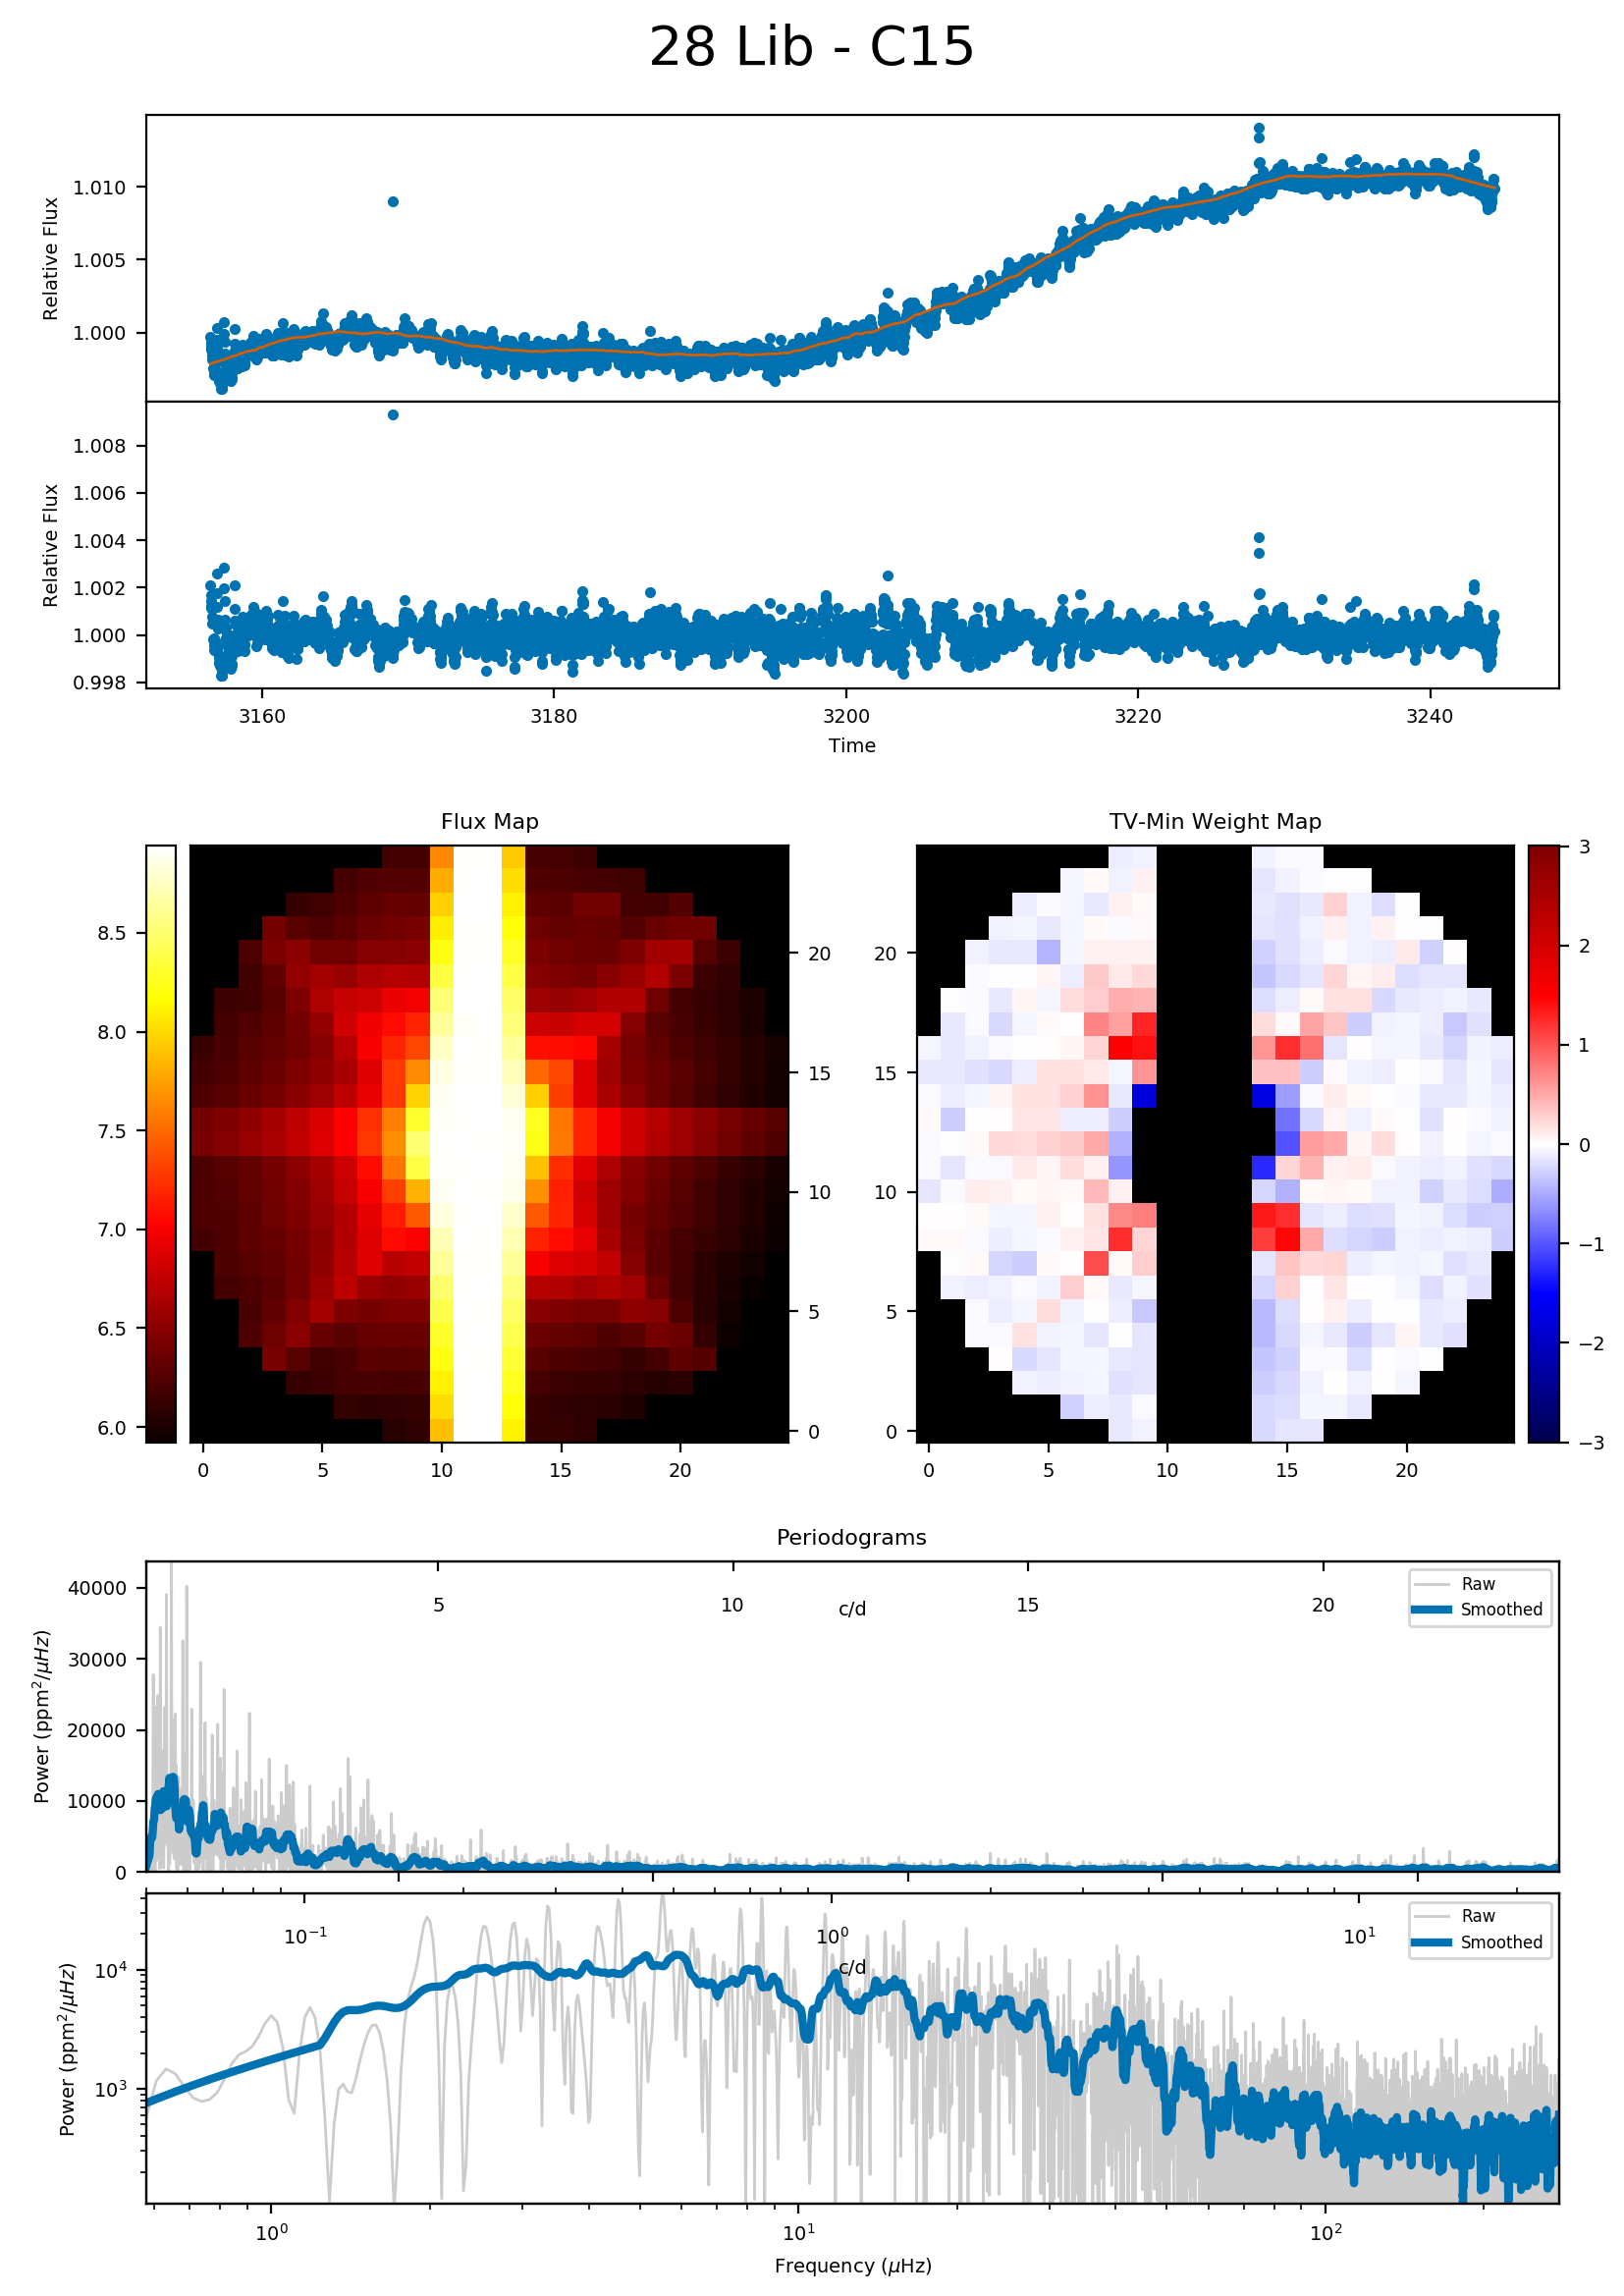 28 Lib - C15
Relative Flux
1.010
1.005
1.000
Relative Flux
1.008
1.006
1.004
1.002
1.000
0.998
3160 3180 3200 3220 3240
Time
Flux Map
8.5
8.0
7.5
7.0
6.5
6.0
20
15
10
5
0
0 5 10 15 20
TV-Min Weight Map
20
15
10
5
0
0 5 10 15 20
3
2
1
0
−1
−2
−3
Periodograms
Power (ppm²/μHz)
40000
30000
20000
10000
0
5 10 15 20
c/d
Raw
Smoothed
Power (ppm²/μHz)
10⁴
10³
10⁻¹ 10⁰ 10¹
c/d
Raw
Smoothed
10⁰ 10¹ 10²
Frequency (μHz)